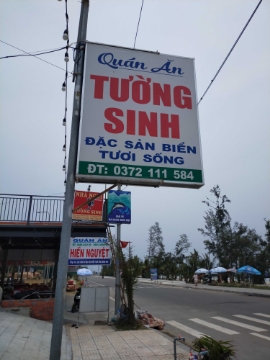 Quán Ăn
TƯỜNG
SINH
ĐẶC SẢN BIỂN
TƯƠI SỐNG
ĐT: 0372 111 584
QUÁN ĂN
HIỀN NGUYỆT